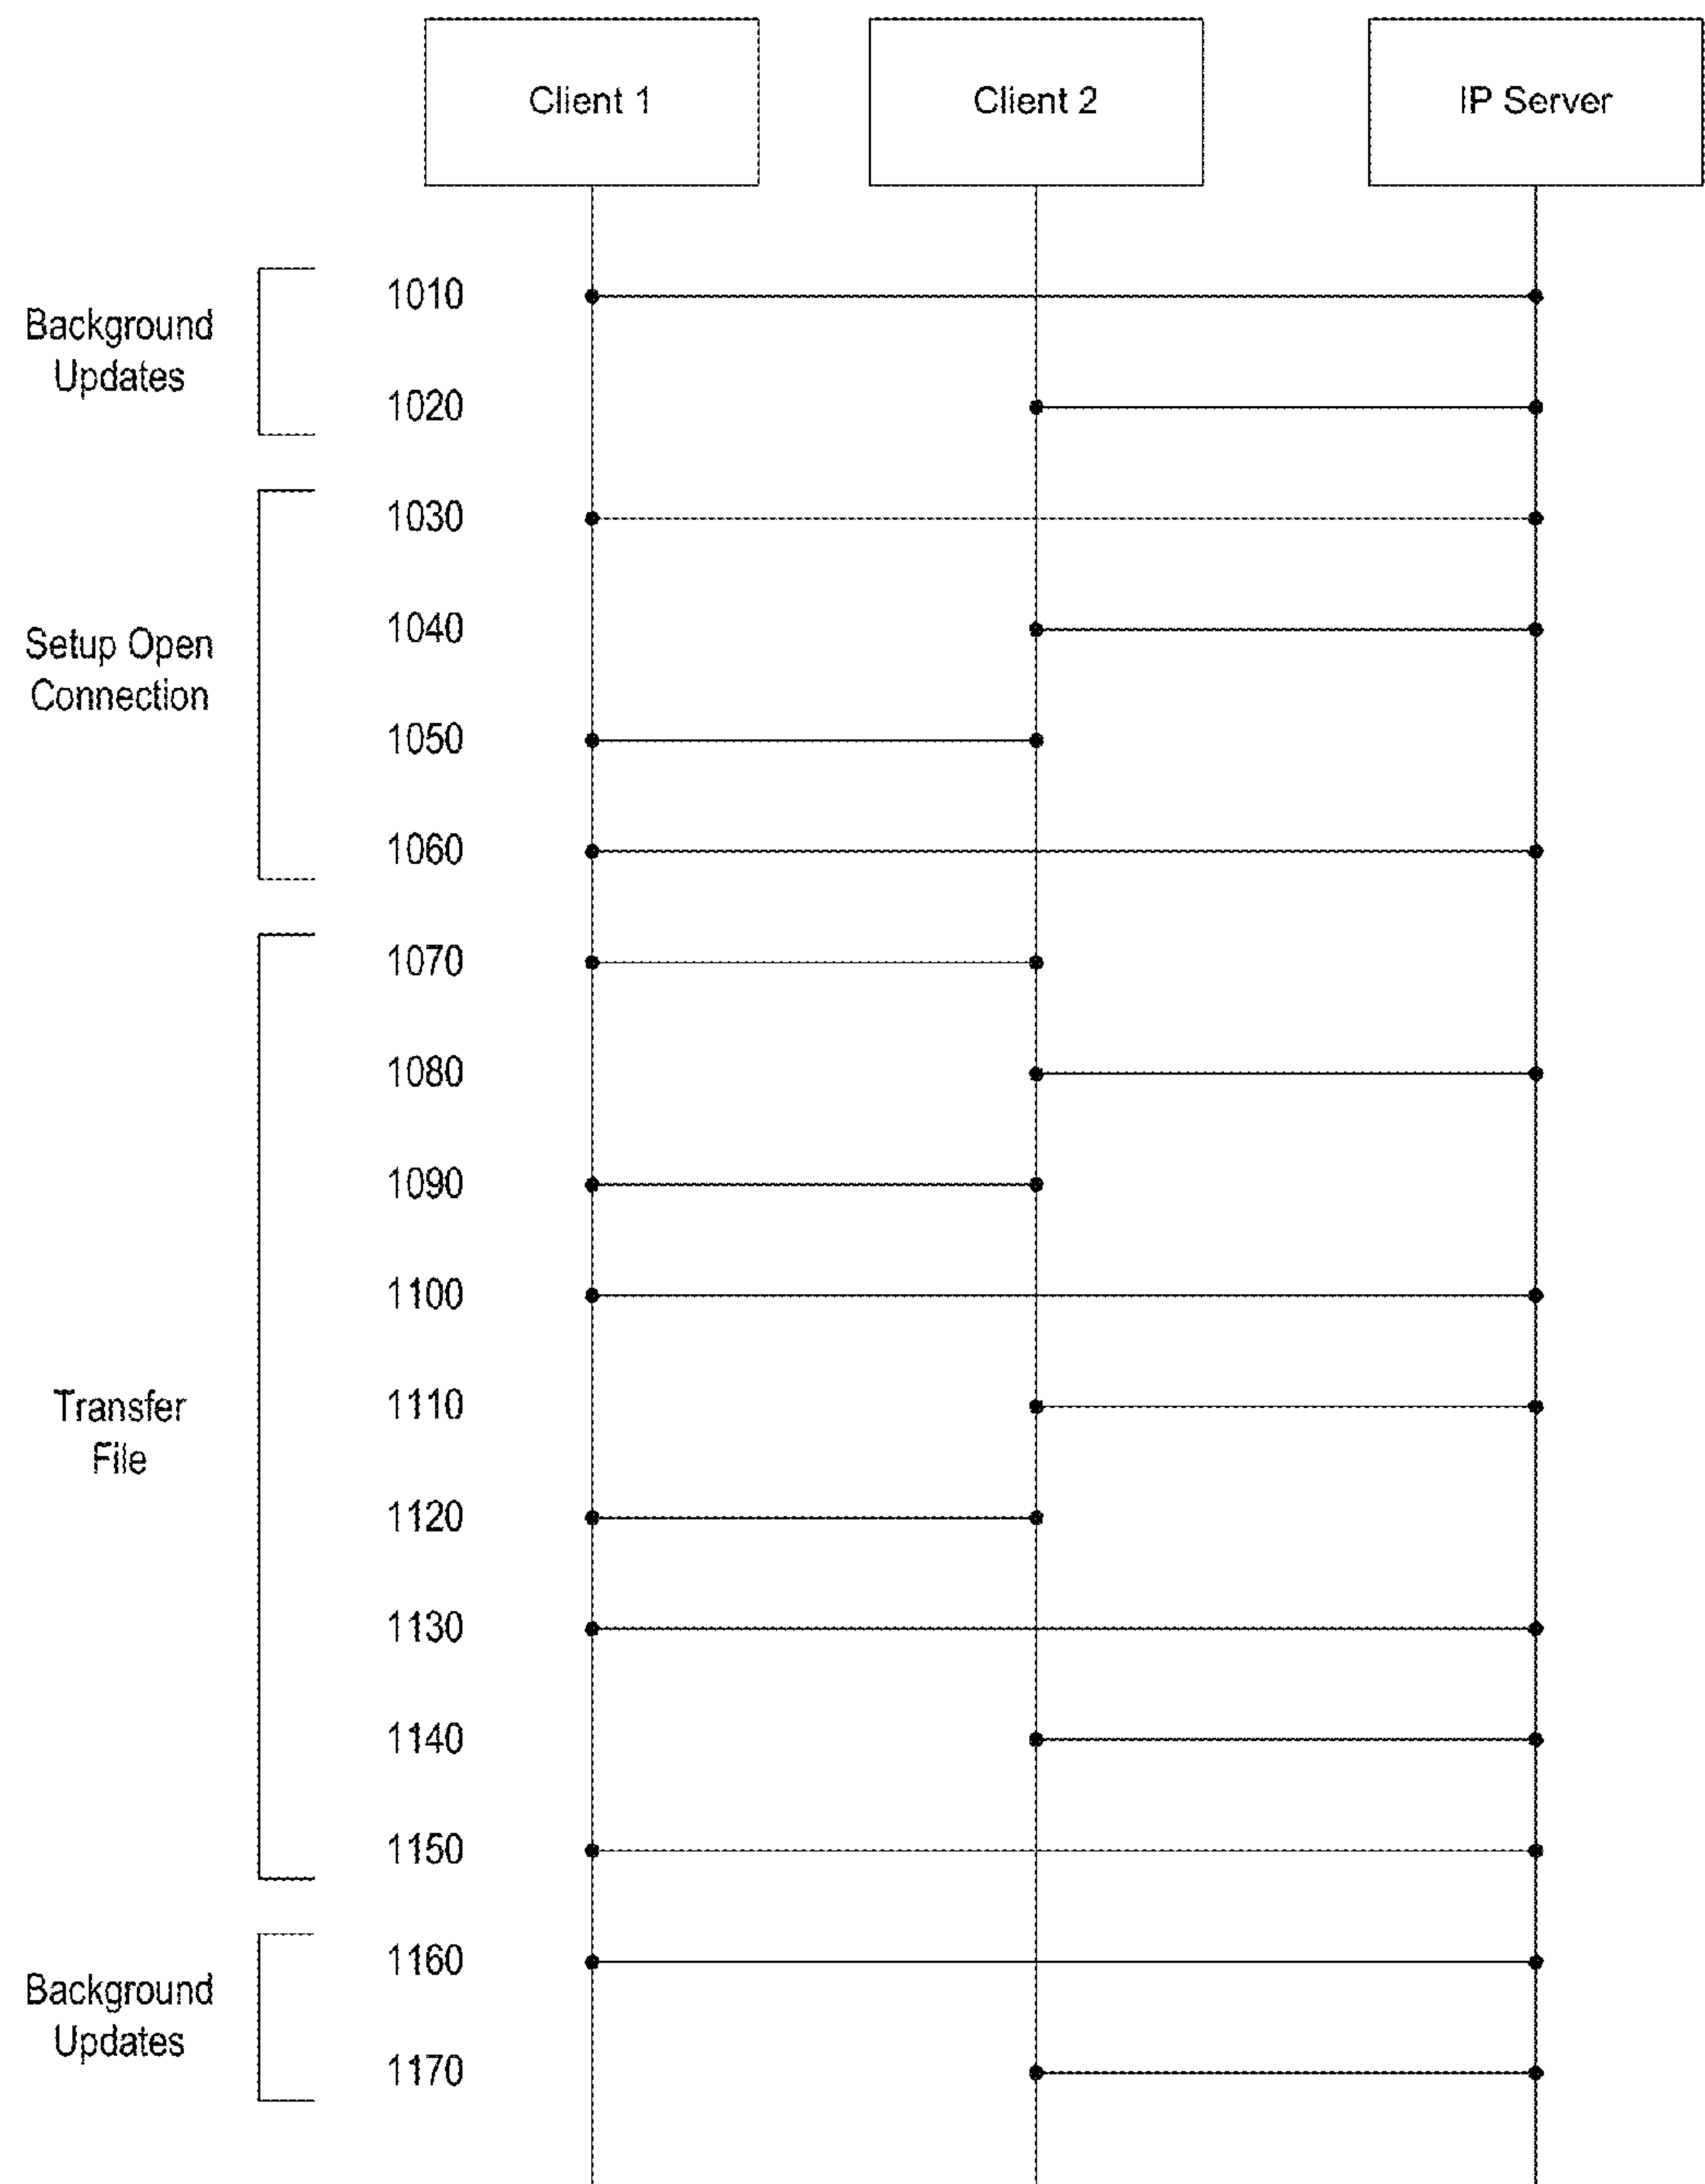 Client 1
Client 2
IP Server
Background
Updates
1010
1020
Setup Open
Connection
1030
1040
1050
1060
Transfer
File
1070
1080
1090
1100
1110
1120
1130
1140
1150
Background
Updates
1160
1170